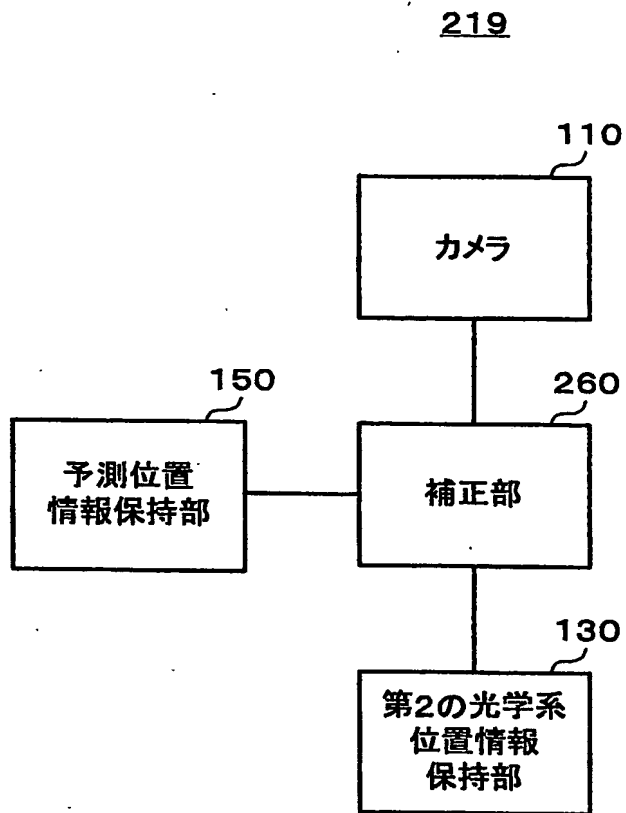 219
110
カメラ
150
予測位置
情報保持部
260
補正部
130
第2の光学系
位置情報
保持部